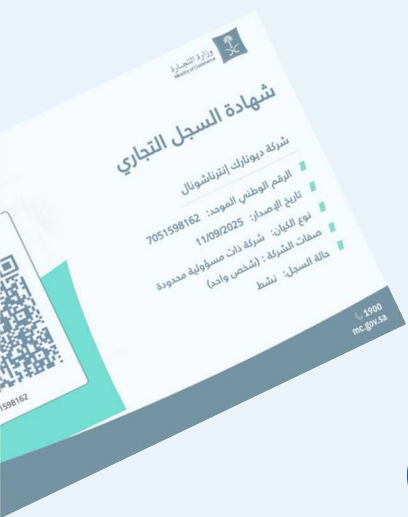 وزارة التجارة
Ministry of Commerce
شهادة السجل التجاري
شركة ديونارك إنترناشونال
الرقم الوطني الموحد: 7051598162
تاريخ الإصدار: 11/09/2025
نوع الكيان: شركة ذات مسؤولية محدودة
صفات الشركة : (شخص واحد)
حالة السجل: نشط
1598162
1900
mc.gov.sa